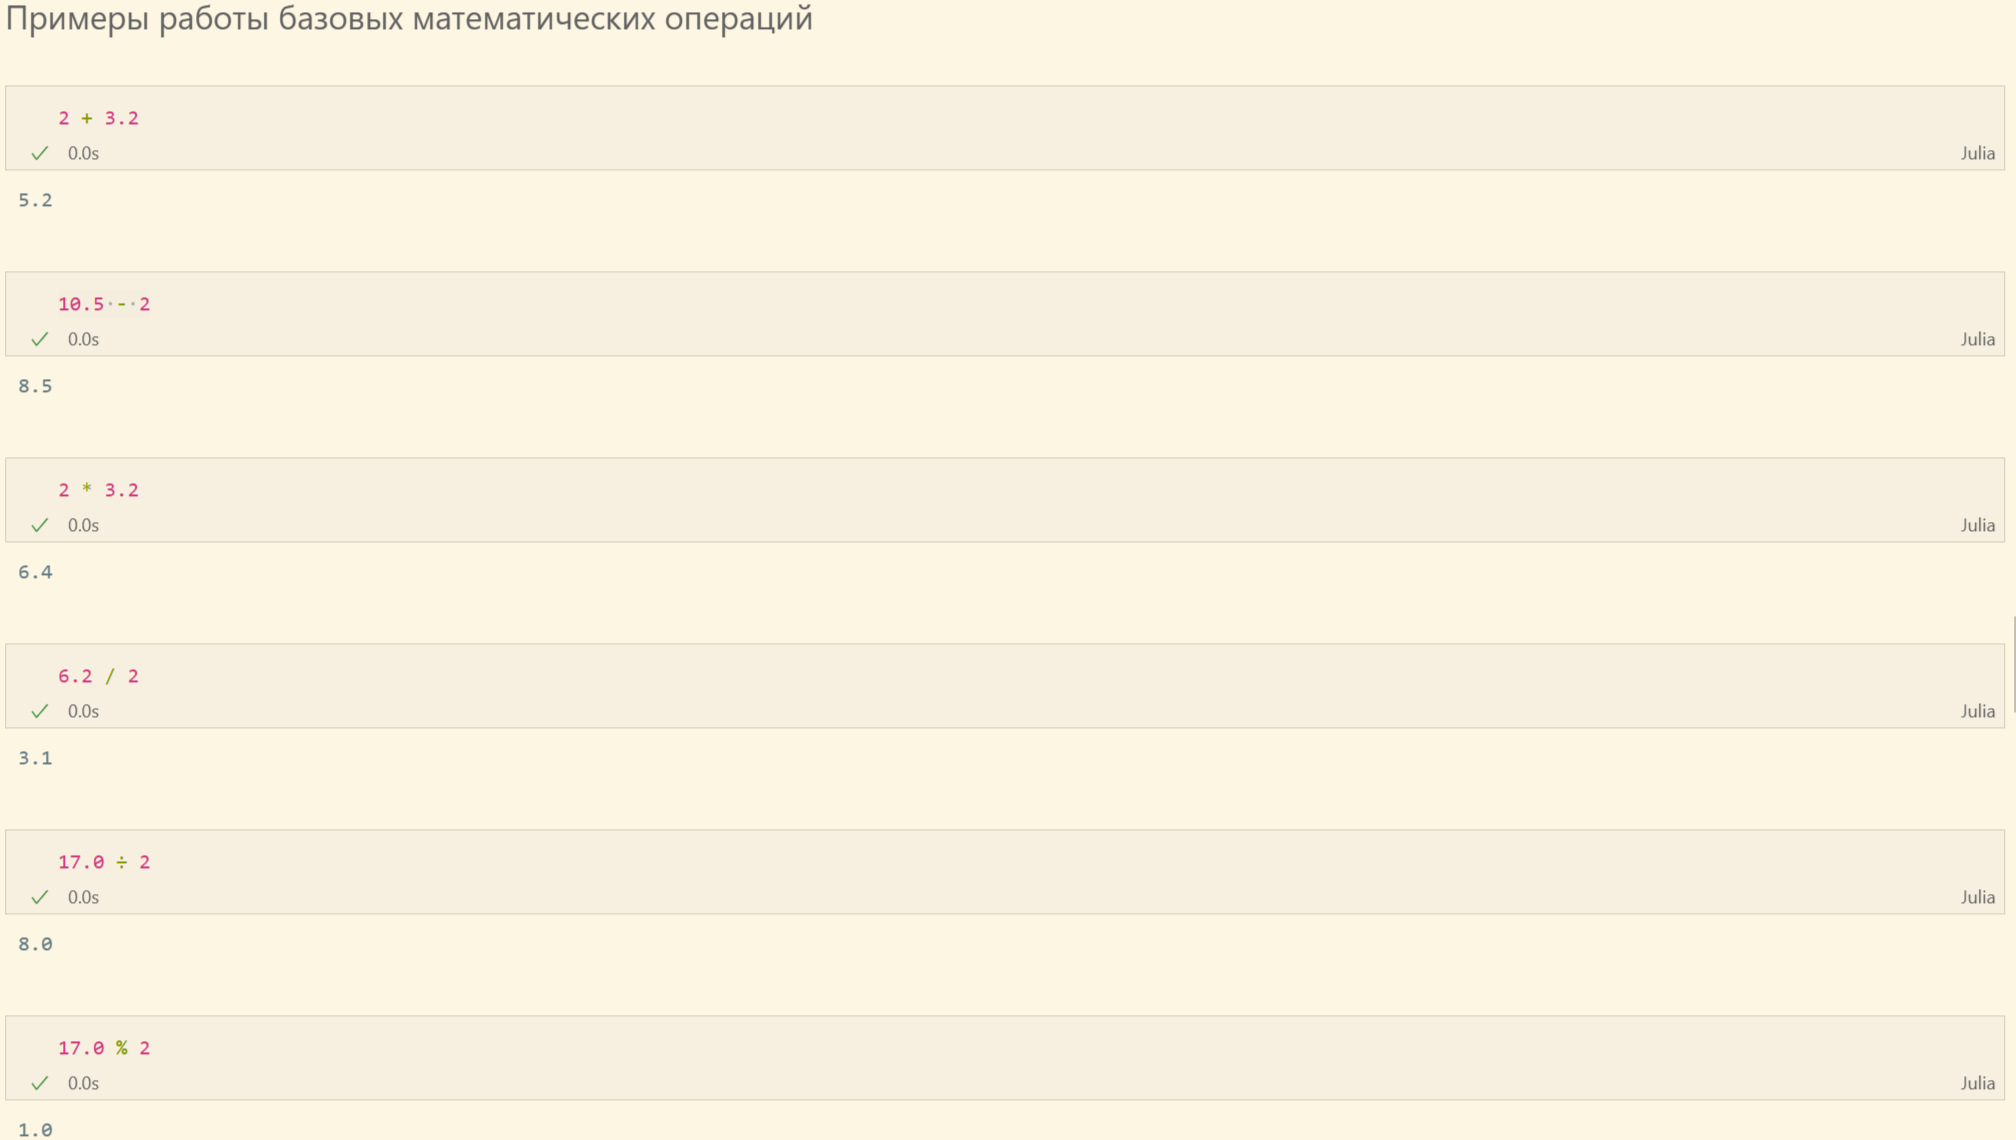 Примеры работы базовых математических операций
2 + 3.2
0.0s
Julia
5.2
10.5 - 2
0.0s
Julia
8.5
2 * 3.2
0.0s
Julia
6.4
6.2 / 2
0.0s
Julia
3.1
17.0 ÷ 2
0.0s
Julia
8.0
17.0 % 2
0.0s
Julia
1.0